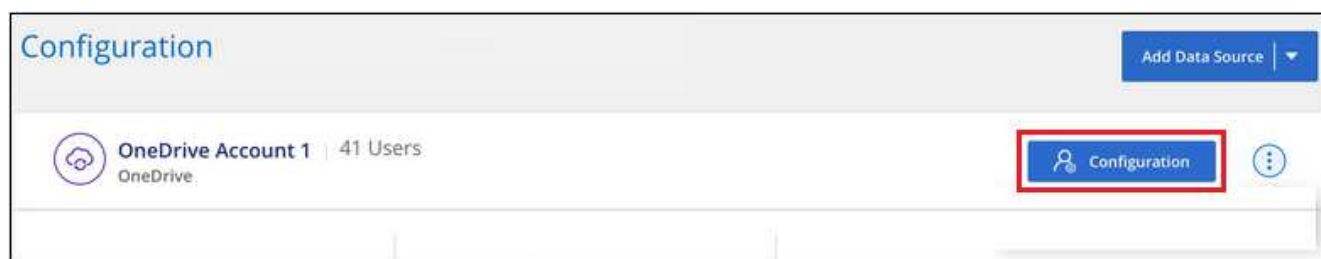 Configuration
Add Data Source
OneDrive Account 1 41 Users
Configuration
OneDrive